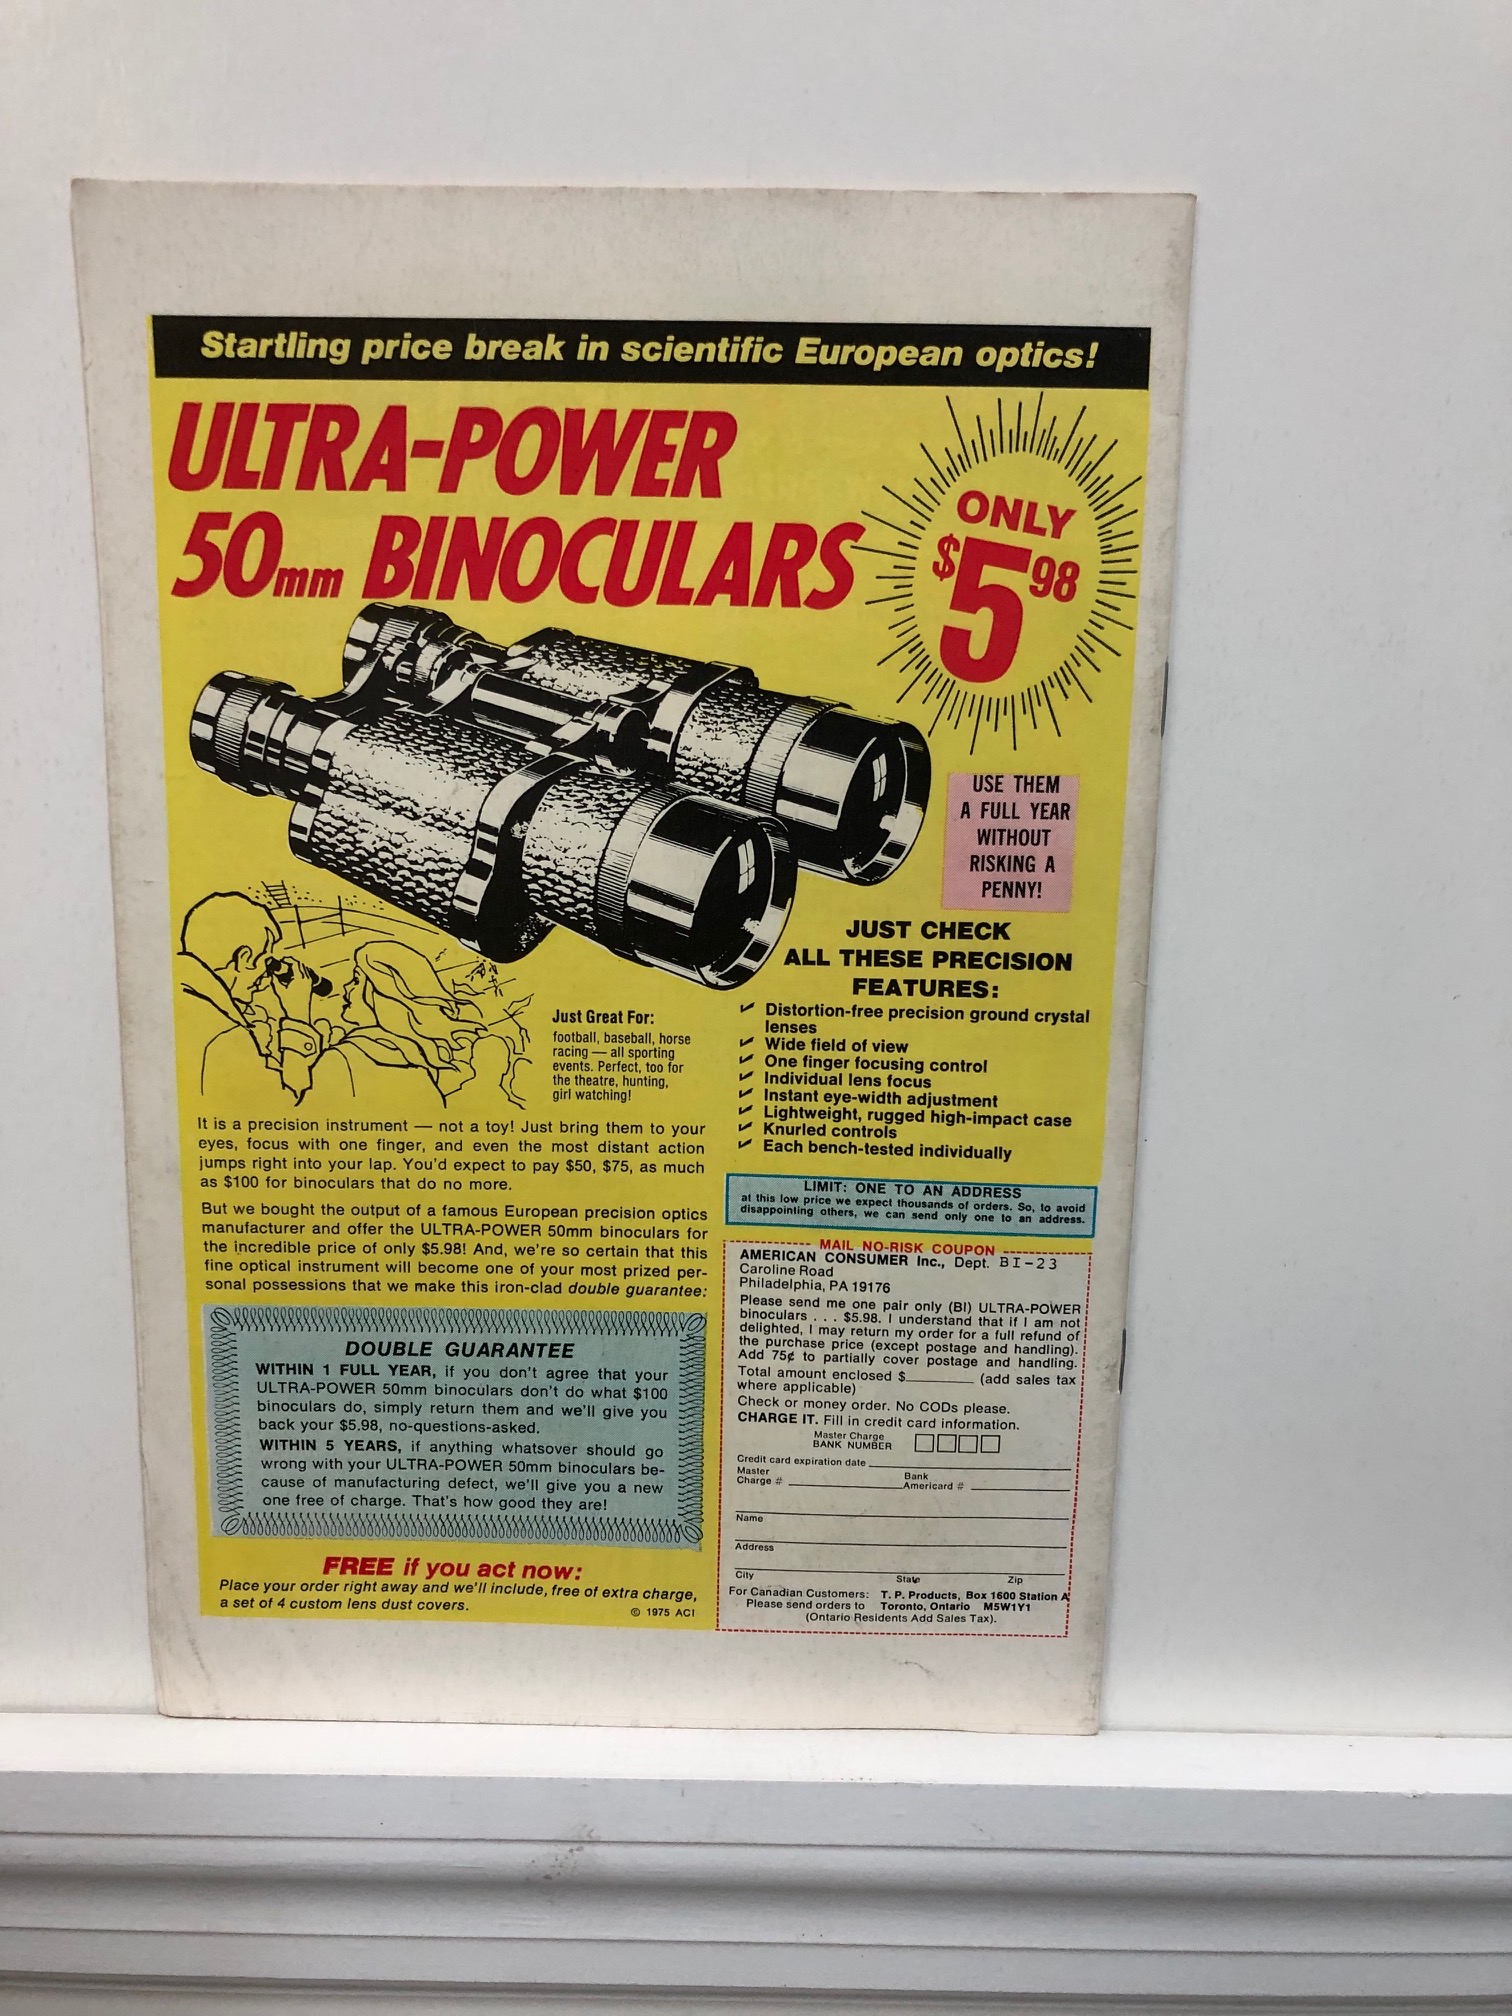 Startling price break in scientific European optics!
ULTRA-POWER
50mm BINOCULARS
ONLY
$5 98
USE THEM
A FULL YEAR
WITHOUT
RISKING A
PENNY!
JUST CHECK
ALL THESE PRECISION
FEATURES:
✓ Distortion-free precision ground crystal
lenses
✓ Wide field of view
✓ One finger focusing control
✓ Individual lens focus
✓ Instant eye-width adjustment
✓ Lightweight, rugged high-impact case
✓ Knurled controls
✓ Each bench-tested individually
Just Great For:
football, baseball, horse
racing — all sporting
events. Perfect, too for
the theatre, hunting,
girl watching!
It is a precision instrument — not a toy! Just bring them to your
eyes, focus with one finger, and even the most distant action
jumps right into your lap. You'd expect to pay $50, $75, as much
as $100 for binoculars that do no more.
But we bought the output of a famous European precision optics
manufacturer and offer the ULTRA-POWER 50mm binoculars for
the incredible price of only $5.98! And, we're so certain that this
fine optical instrument will become one of your most prized per-
sonal possessions that we make this iron-clad double guarantee:
DOUBLE GUARANTEE
WITHIN 1 FULL YEAR, if you don't agree that your
ULTRA-POWER 50mm binoculars don't do what $100
binoculars do, simply return them and we'll give you
back your $5.98, no-questions-asked.
WITHIN 5 YEARS, if anything whatsover should go
wrong with your ULTRA-POWER 50mm binoculars be-
cause of manufacturing defect, we'll give you a new
one free of charge. That's how good they are!
FREE if you act now:
Place your order right away and we'll include, free of extra charge,
a set of 4 custom lens dust covers.
© 1975 ACI
LIMIT: ONE TO AN ADDRESS
at this low price we expect thousands of orders. So, to avoid
disappointing others, we can send only one to an address.
MAIL NO-RISK COUPON
AMERICAN CONSUMER Inc., Dept. BI-23
Caroline Road
Philadelphia, PA 19176
Please send me one pair only (BI) ULTRA-POWER
binoculars . . . $5.98. I understand that if I am not
delighted, I may return my order for a full refund of
the purchase price (except postage and handling).
Add 75¢ to partially cover postage and handling.
Total amount enclosed $________ (add sales tax
where applicable)
Check or money order. No CODs please.
CHARGE IT. Fill in credit card information.
Master Charge
BANK NUMBER
Credit card expiration date
Master
Charge #
Bank
Americard #
Name
Address
City State Zip
For Canadian Customers: T. P. Products, Box 1600 Station A
Please send orders to Toronto, Ontario M5W1Y1
(Ontario Residents Add Sales Tax).